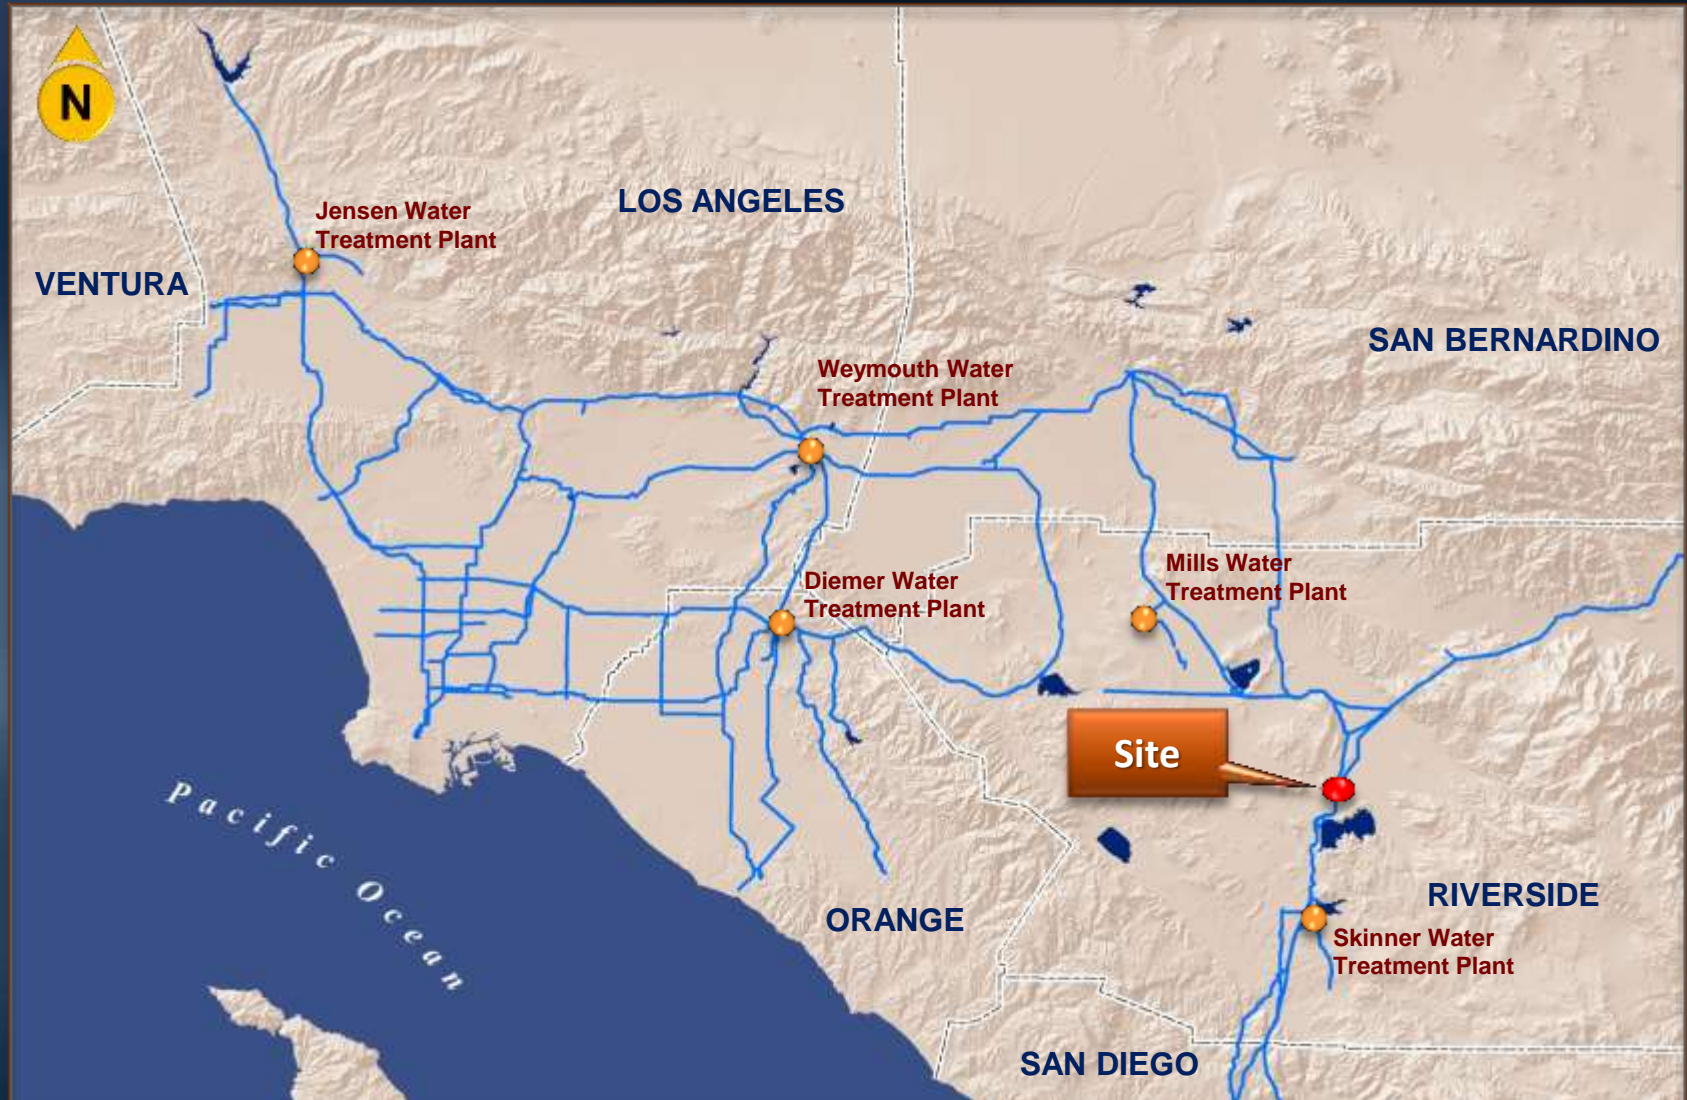 N
LOS ANGELES
Jensen Water
Treatment Plant
VENTURA
SAN BERNARDINO
Weymouth Water
Treatment Plant
Mills Water
Treatment Plant
Diemer Water
Treatment Plant
Site
Pacific Ocean
RIVERSIDE
ORANGE
Skinner Water
Treatment Plant
SAN DIEGO